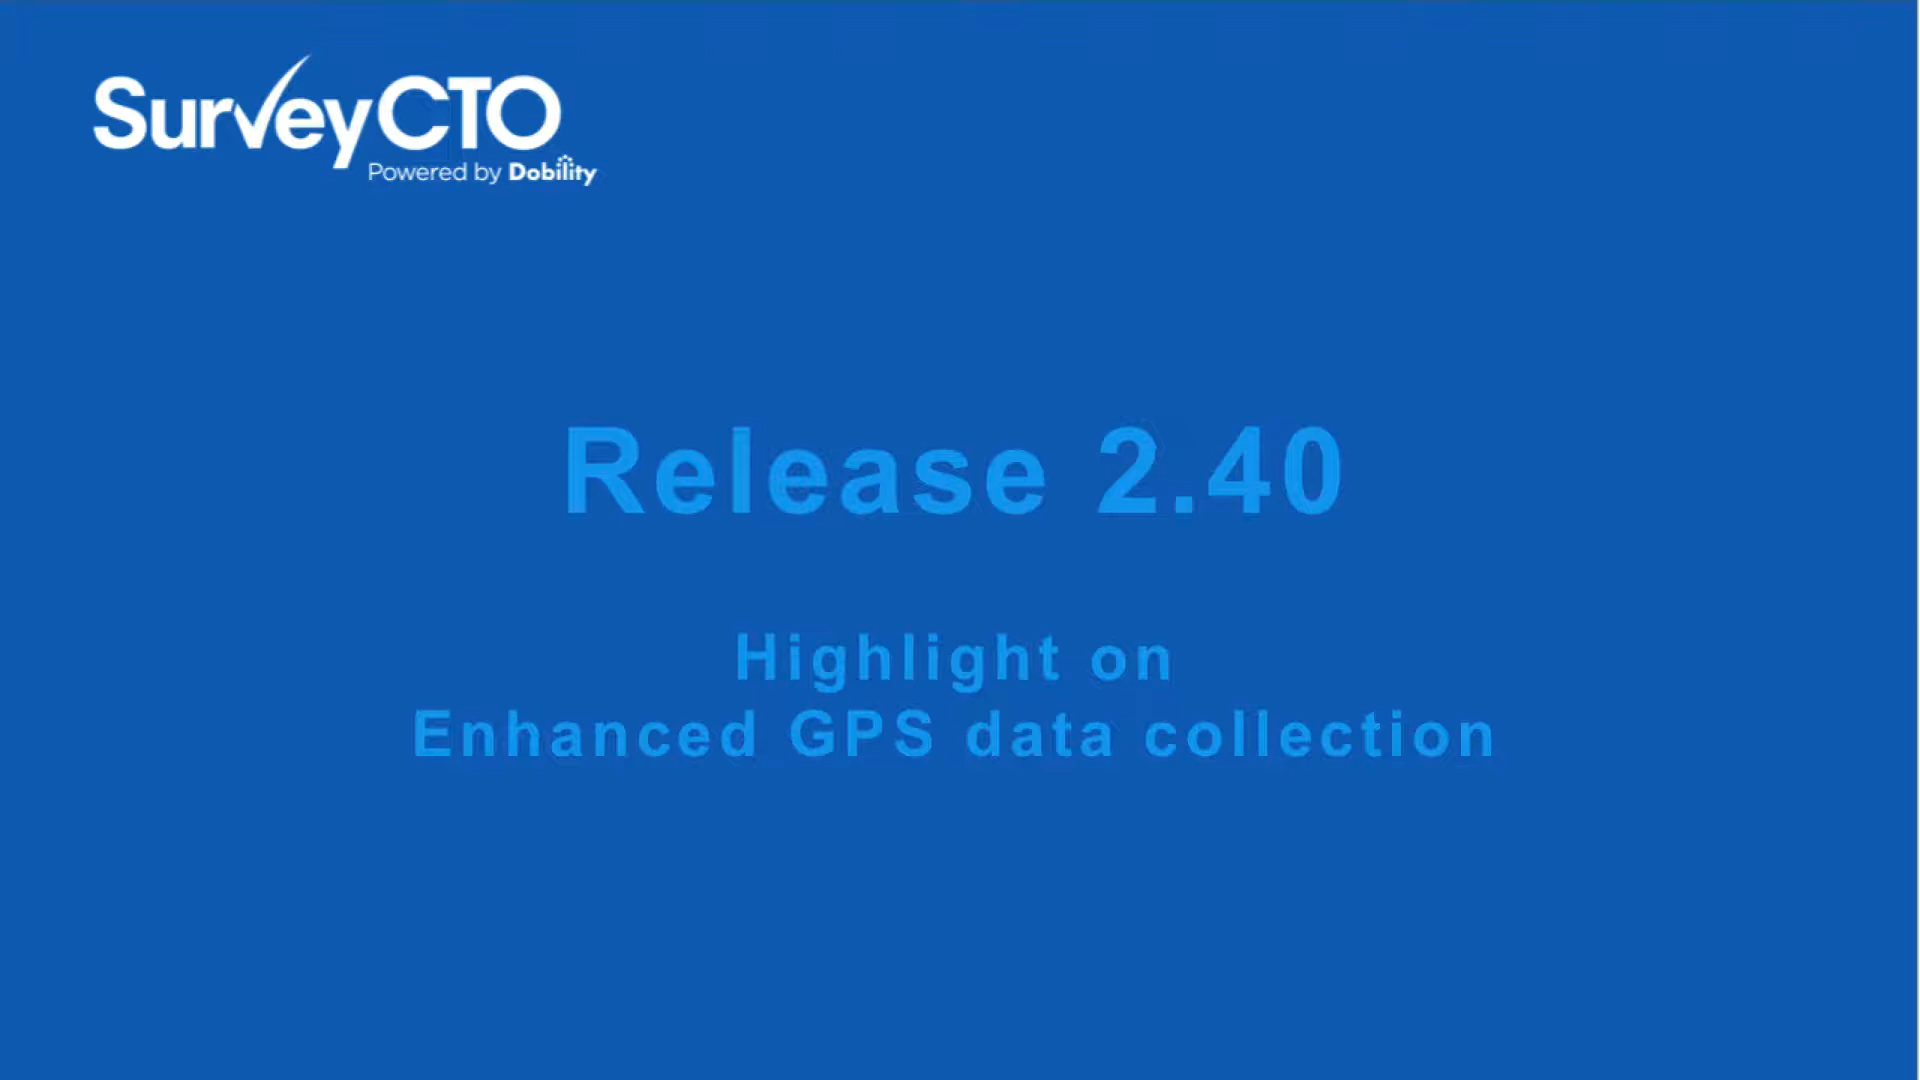 SurveyCTO
Powered by Dobility
Release 2.40
Highlight on
Enhanced GPS data collection